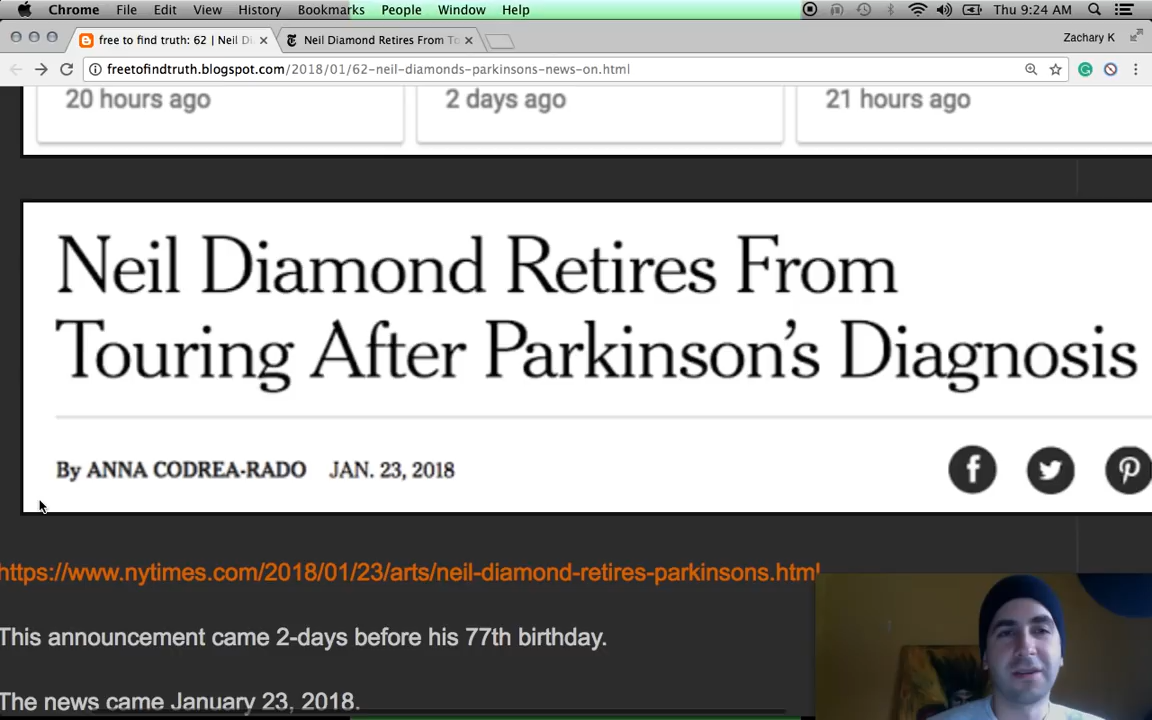 Chrome File Edit View History Bookmarks People Window Help Thu 9:24 AM
free to find truth: 62 | Neil Di Neil Diamond Retires From To Zachary K
freetofindtruth.blogspot.com/2018/01/62-neil-diamonds-parkinsons-news-on.html
20 hours ago 2 days ago 21 hours ago
Neil Diamond Retires From
Touring After Parkinson's Diagnosis
By ANNA CODREA-RADO JAN. 23, 2018
https://www.nytimes.com/2018/01/23/arts/neil-diamond-retires-parkinsons.html
This announcement came 2-days before his 77th birthday.
The news came January 23, 2018.